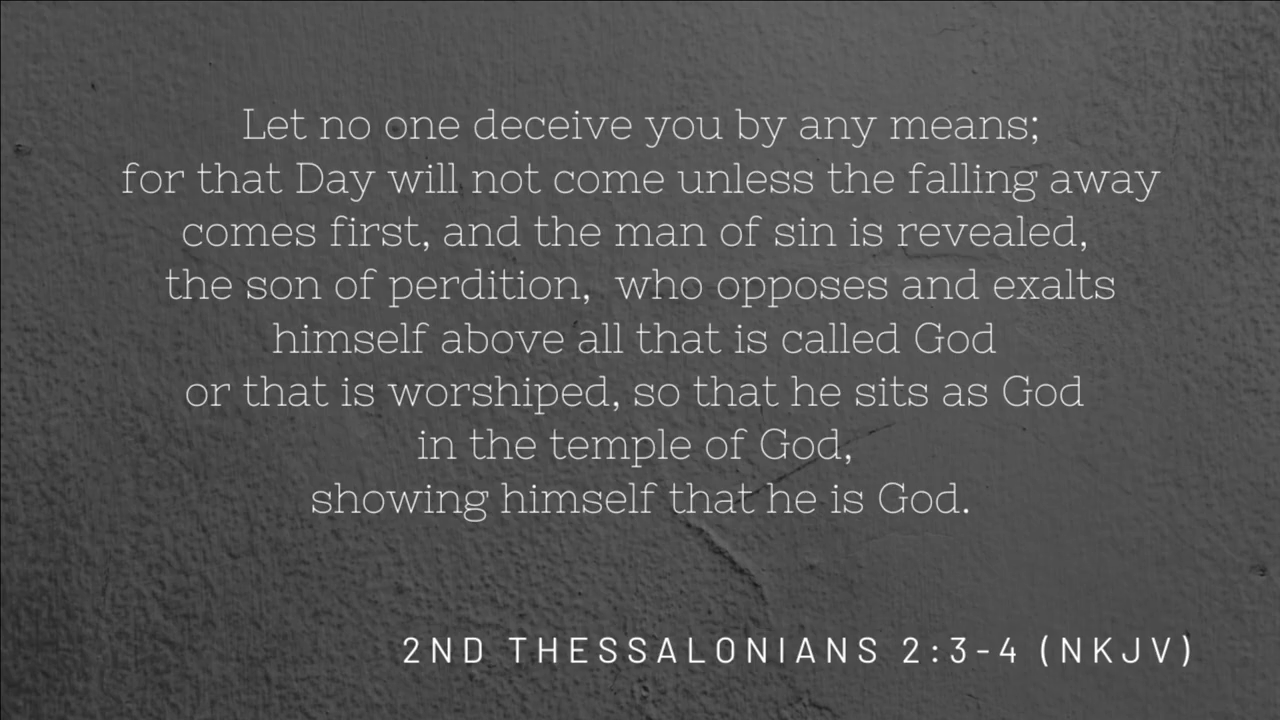 Let no one deceive you by any means;
for that Day will not come unless the falling away
comes first, and the man of sin is revealed,
the son of perdition,  who opposes and exalts
himself above all that is called God
or that is worshiped, so that he sits as God
in the temple of God,
showing himself that he is God.
2ND THESSALONIANS 2:3-4 (NKJV)